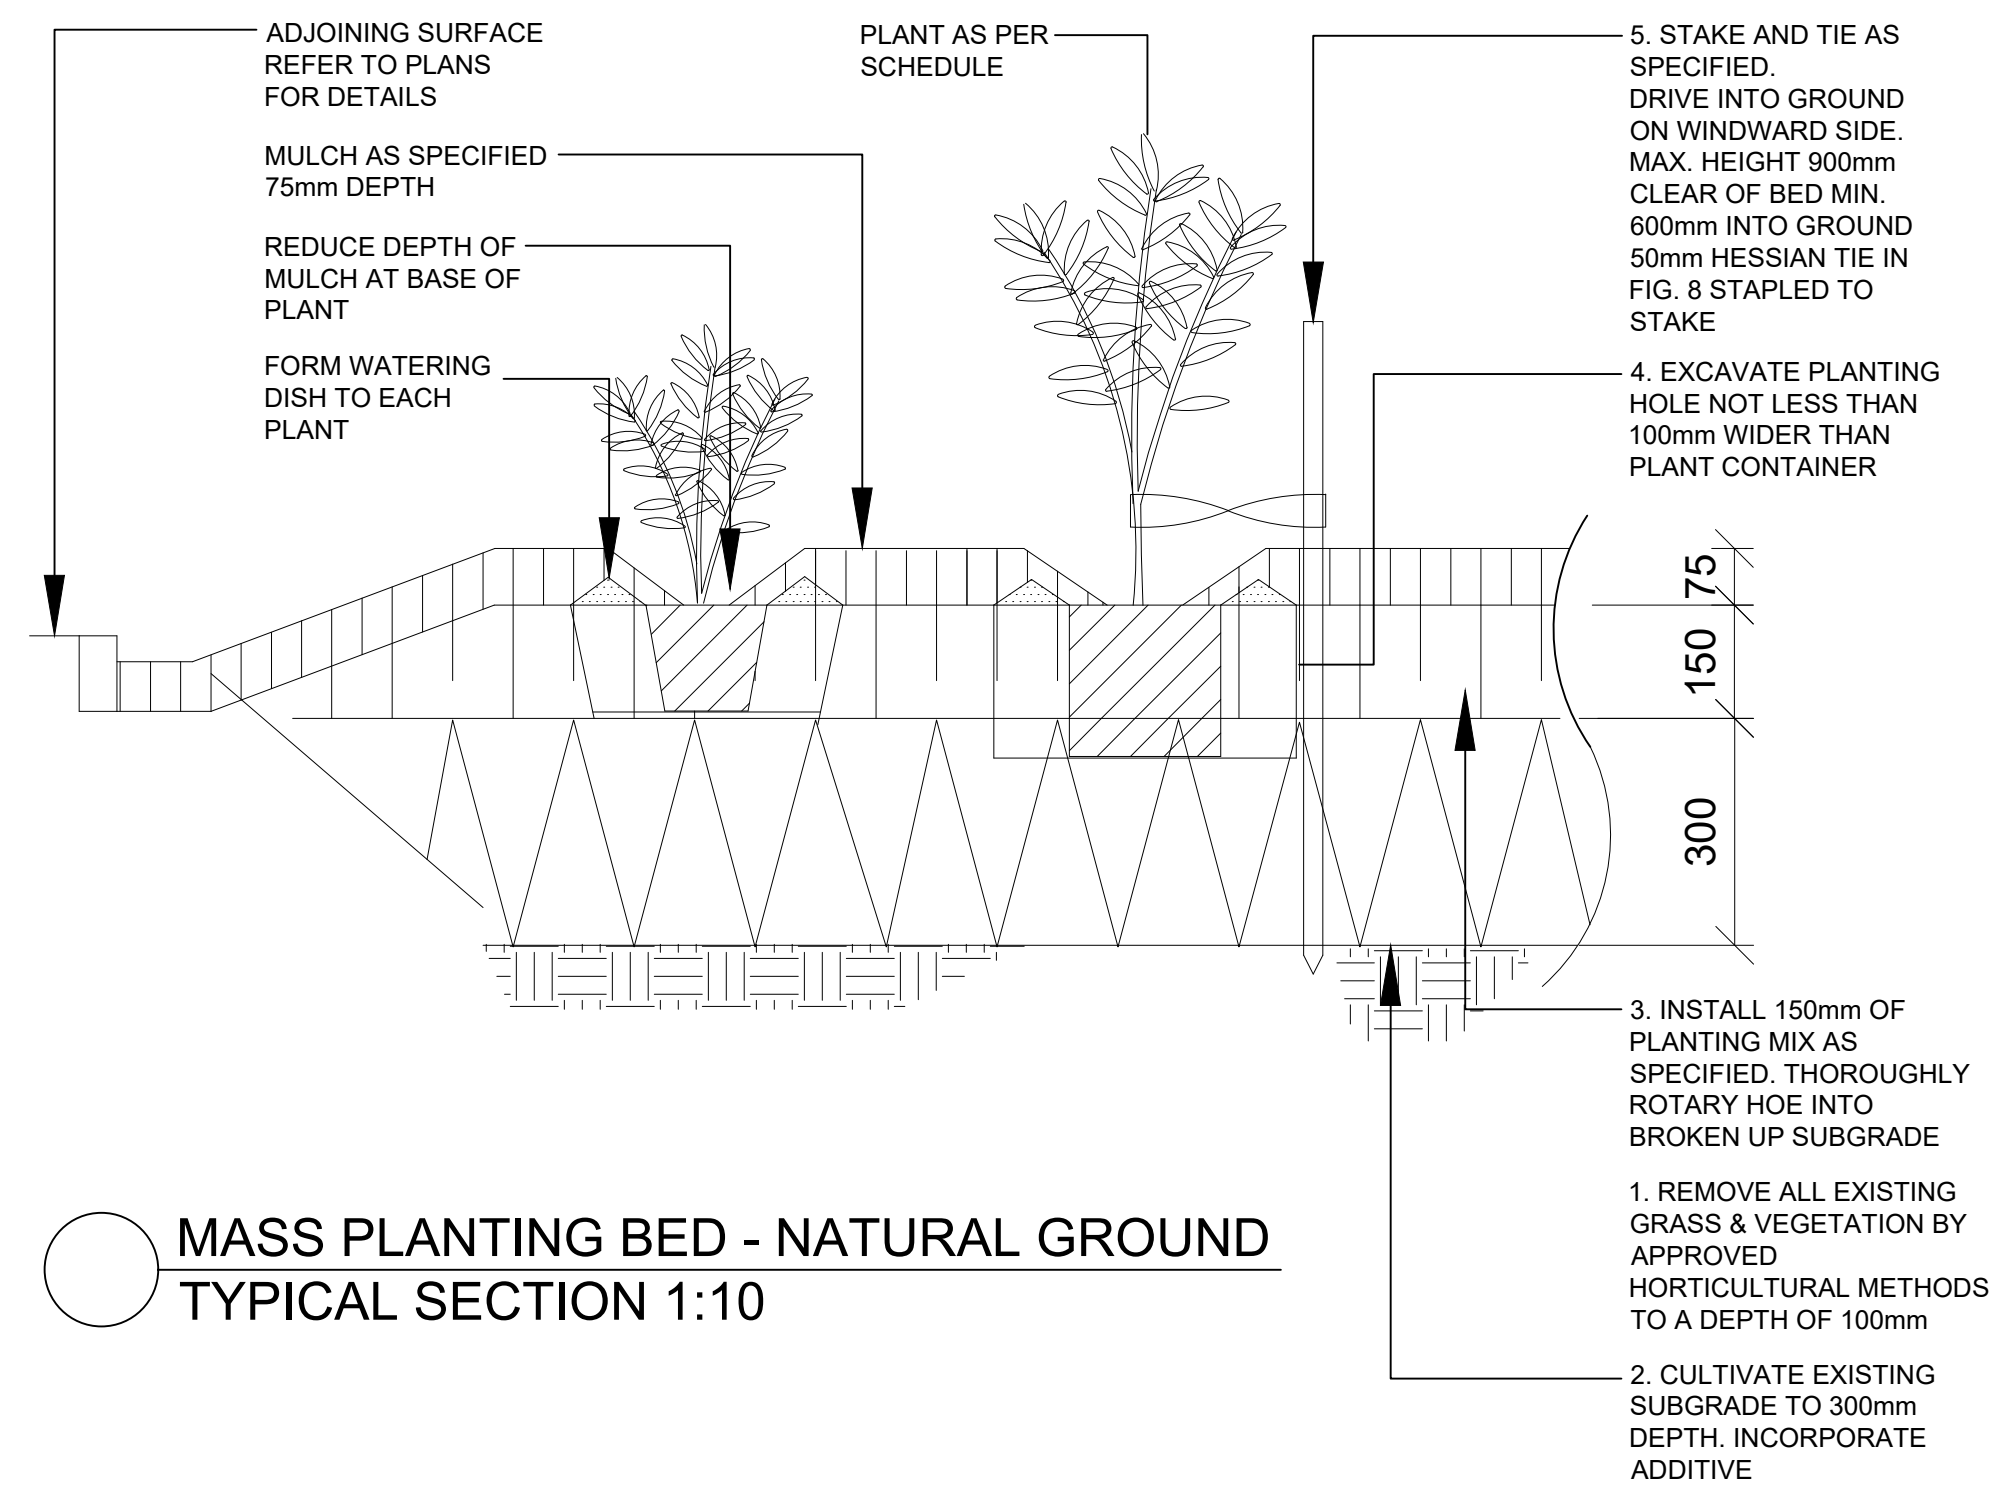 ADJOINING SURFACE
REFER TO PLANS
FOR DETAILS
MULCH AS SPECIFIED
75mm DEPTH
REDUCE DEPTH OF
MULCH AT BASE OF
PLANT
FORM WATERING
DISH TO EACH
PLANT
PLANT AS PER
SCHEDULE
5. STAKE AND TIE AS
SPECIFIED.
DRIVE INTO GROUND
ON WINDWARD SIDE.
MAX. HEIGHT 900mm
CLEAR OF BED MIN.
600mm INTO GROUND
50mm HESSIAN TIE IN
FIG. 8 STAPLED TO
STAKE
4. EXCAVATE PLANTING
HOLE NOT LESS THAN
100mm WIDER THAN
PLANT CONTAINER
75
150
300
3. INSTALL 150mm OF
PLANTING MIX AS
SPECIFIED. THOROUGHLY
ROTARY HOE INTO
BROKEN UP SUBGRADE
1. REMOVE ALL EXISTING
GRASS & VEGETATION BY
APPROVED
HORTICULTURAL METHODS
TO A DEPTH OF 100mm
2. CULTIVATE EXISTING
SUBGRADE TO 300mm
DEPTH. INCORPORATE
ADDITIVE
MASS PLANTING BED - NATURAL GROUND
TYPICAL SECTION 1:10